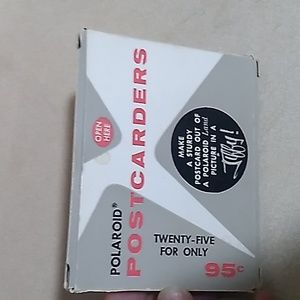 POLAROID®
POSTCARDERS
OPEN
HERE
MAKE
A STURDY
POSTCARD OUT OF
A POLAROID Land
PICTURE IN A
Jiffy!
TWENTY-FIVE
FOR ONLY
95¢